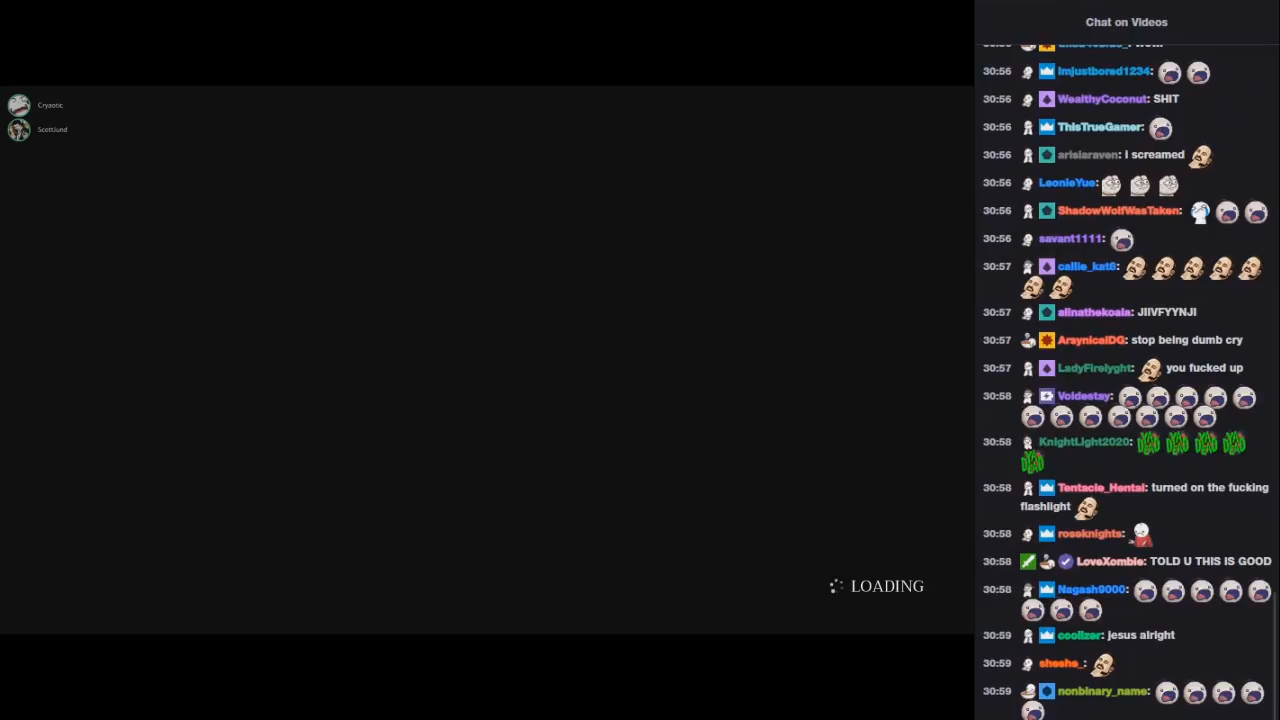 Chat on Videos
Cryaotic
ScottJund
LOADING
30:56 Imjustbored1234:
30:56 WealthyCoconut: SHIT
30:56 ThisTrueGamer:
30:56 arisiaraven: i screamed
30:56 LeonieYue:
30:56 ShadowWolfWasTaken:
30:56 savant1111:
30:57 callie_kat6:
30:57 alinathekoala: JIIVFYYNJI
30:57 ArsynicalDG: stop being dumb cry
30:57 LadyFirelyght: you fucked up
30:58 Voidestay:
30:58 KnightLight2020:
30:58 Tentacle_Hentai: turned on the fucking
flashlight
30:58 roseknights:
30:58 LoveXombie: TOLD U THIS IS GOOD
30:58 Nagash9000:
30:59 coolizer: jesus alright
30:59 sheshe_:
30:59 nonbinary_name: